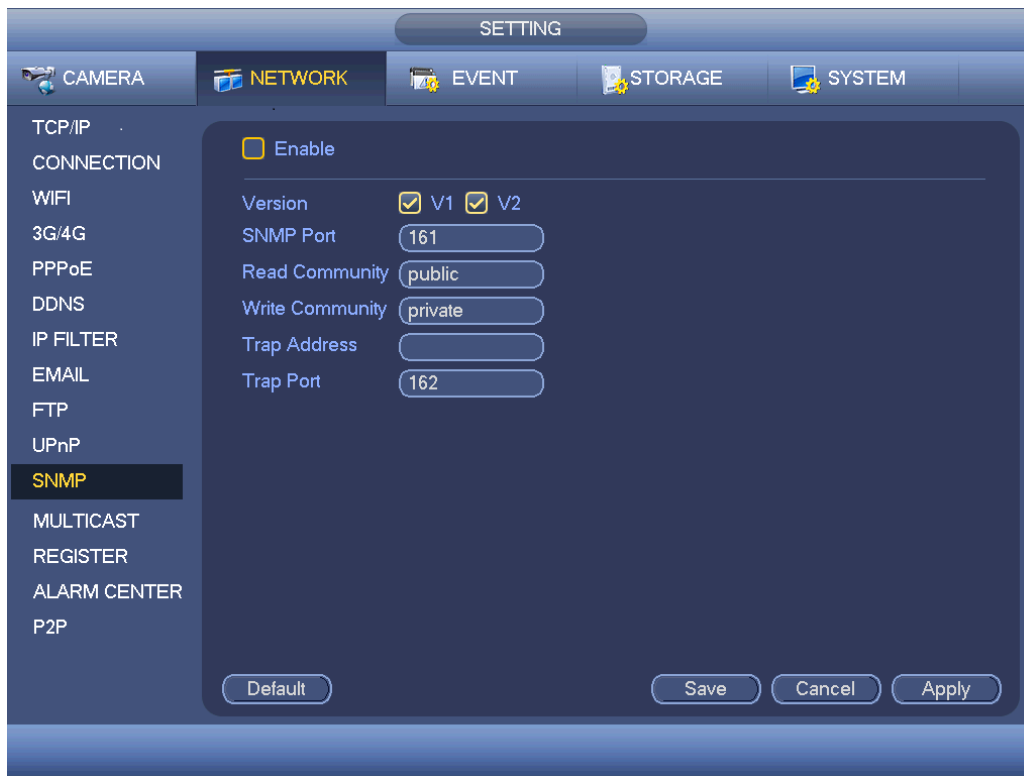 SETTING
CAMERA NETWORK EVENT STORAGE SYSTEM
TCP/IP
CONNECTION
WIFI
3G/4G
PPPoE
DDNS
IP FILTER
EMAIL
FTP
UPnP
SNMP
MULTICAST
REGISTER
ALARM CENTER
P2P
Enable
Version V1 V2
SNMP Port 161
Read Community public
Write Community private
Trap Address
Trap Port 162
Default Save Cancel Apply